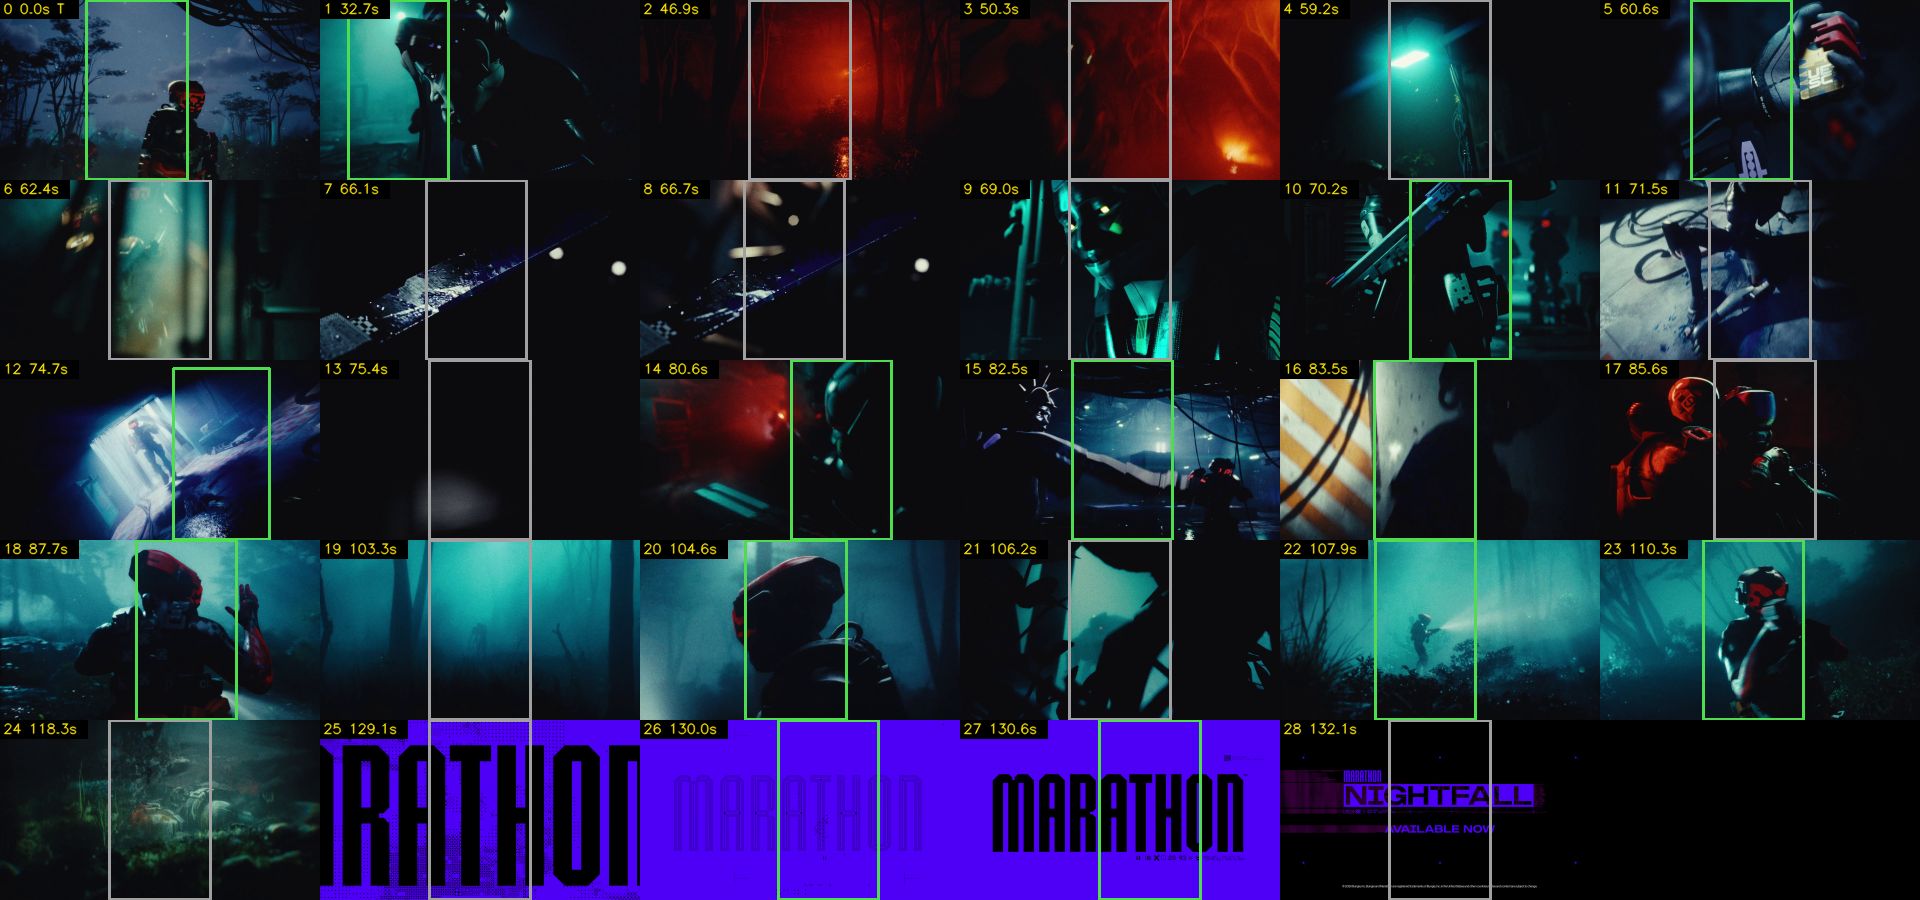 0 0.0s T
1 32.7s
2 46.9s
3 50.3s
4 59.2s
5 60.6s
UE
SC
6 62.4s
7 66.1s
8 66.7s
9 69.0s
10 70.2s
11 71.5s
12 74.7s
13 75.4s
14 80.6s
15 82.5s
16 83.5s
17 85.6s
18 87.7s
19 103.3s
20 104.6s
21 106.2s
22 107.9s
23 110.3s
24 118.3s
25 129.1s
RATHON
26 130.0s
MARATHON
27 130.6s
MARATHON
28 132.1s
MARATHON
NIGHTFALL
AVAILABLE NOW